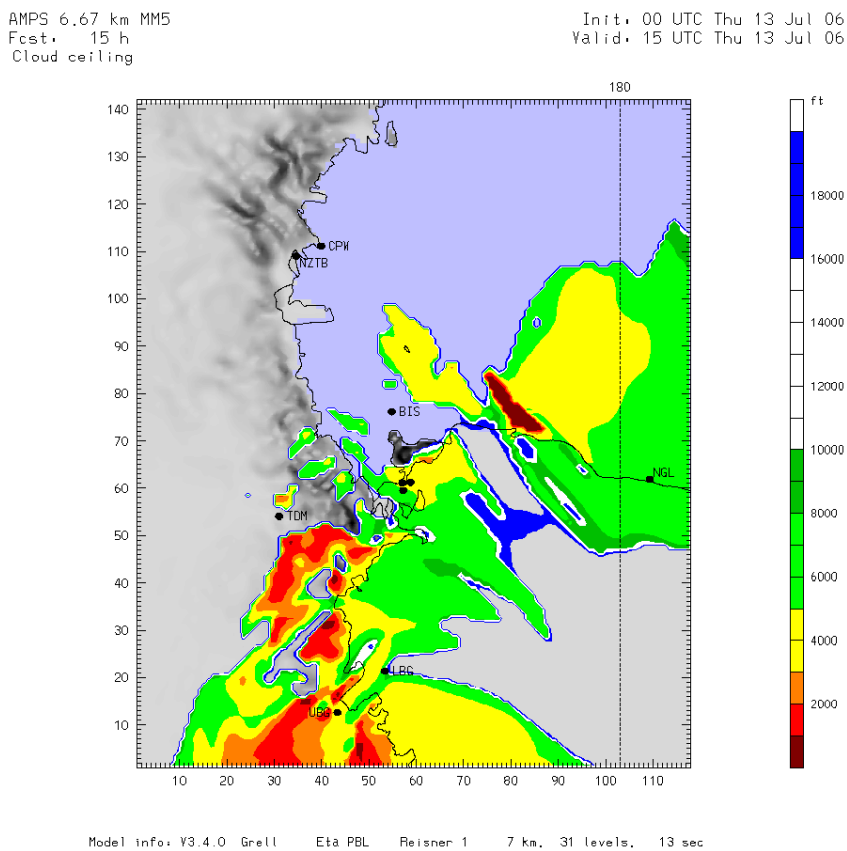 AMPS 6.67 km MM5
Init: 00 UTC Thu 13 Jul 06
Fcst: 15 h
Valid: 15 UTC Thu 13 Jul 06
Cloud ceiling
180
ft
140
130
120
110
100
90
80
70
60
50
40
30
20
10
CPW
NZTB
BIS
NGL
TDM
LBG
UBG
18000
16000
14000
12000
10000
8000
6000
4000
2000
10 20 30 40 50 60 70 80 90 100 110
Model info: V3.4.0 Grell Eta PBL Reisner 1 7 km, 31 levels, 13 sec